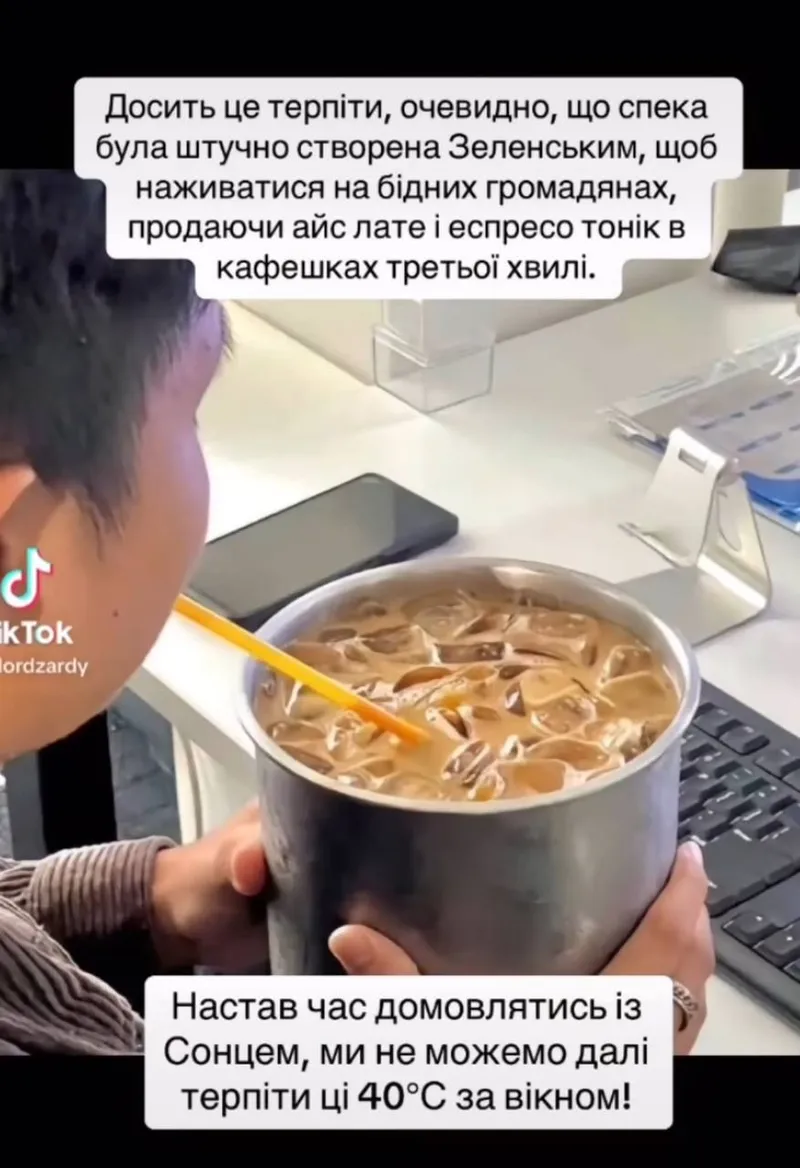 Досить це терпіти, очевидно, що спека
була штучно створена Зеленським, щоб
наживатися на бідних громадянах,
продаючи айс лате і еспресо тонік в
кафешках третьої хвилі.
ikTok
lordzardy
Настав час домовлятись із
Сонцем, ми не можемо далі
терпіти ці 40°C за вікном!